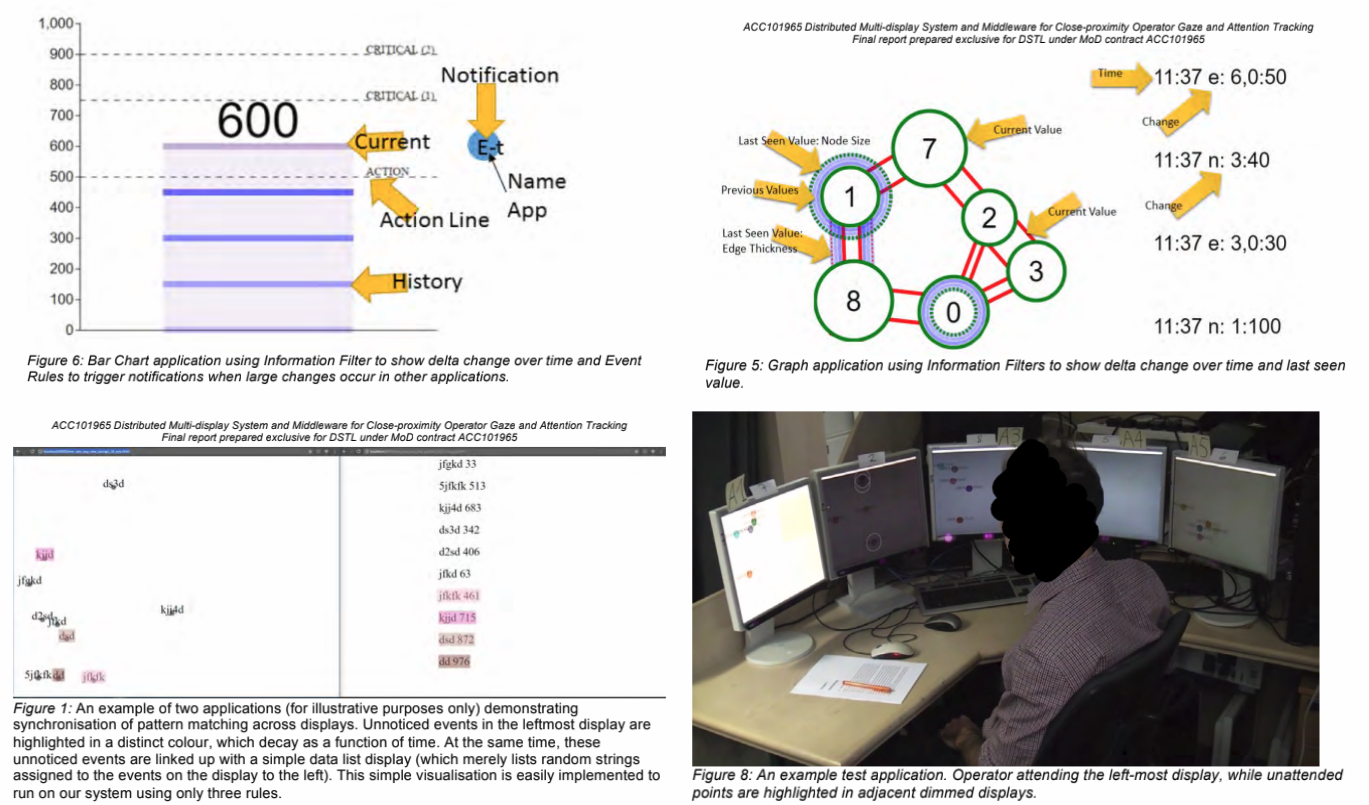 1,000
900
800
700
600
500
400
300
200
100
0
CRITICAL (2)
CRITICAL (1)
600
Current
ACTION
Action Line
History
Notification
E-t
Name
App
Figure 6: Bar Chart application using Information Filter to show delta change over time and Event
Rules to trigger notifications when large changes occur in other applications.
ACC101965 Distributed Multi-display System and Middleware for Close-proximity Operator Gaze and Attention Tracking
Final report prepared exclusive for DSTL under MoD contract ACC101965
Last Seen Value: Node Size
Previous Values
Last Seen Value:
Edge Thickness
Current Value
Current Value
7
1
2
3
8
0
Time
11:37 e: 6,0:50
Change
11:37 n: 3:40
Change
11:37 e: 3,0:30
11:37 n: 1:100
Figure 5: Graph application using Information Filters to show delta change over time and last seen
value.
ACC101965 Distributed Multi-display System and Middleware for Close-proximity Operator Gaze and Attention Tracking
Final report prepared exclusive for DSTL under MoD contract ACC101965
ds3d
kjjd
jfgkd
d2sd
jfkd
kjj4d
dsd
5jfkfk
dd
jfkfk
jfgkd 33
5jfkfk 513
kjj4d 683
ds3d 342
d2sd 406
jfkd 63
jfkfk 461
kjjd 715
dsd 872
dd 976
Figure 1: An example of two applications (for illustrative purposes only) demonstrating
synchronisation of pattern matching across displays. Unnoticed events in the leftmost display are
highlighted in a distinct colour, which decay as a function of time. At the same time, these
unnoticed events are linked up with a simple data list display (which merely lists random strings
assigned to the events on the display to the left). This simple visualisation is easily implemented to
run on our system using only three rules.
A1
A3
A4
A5
Figure 8: An example test application. Operator attending the left-most display, while unattended
points are highlighted in adjacent dimmed displays.